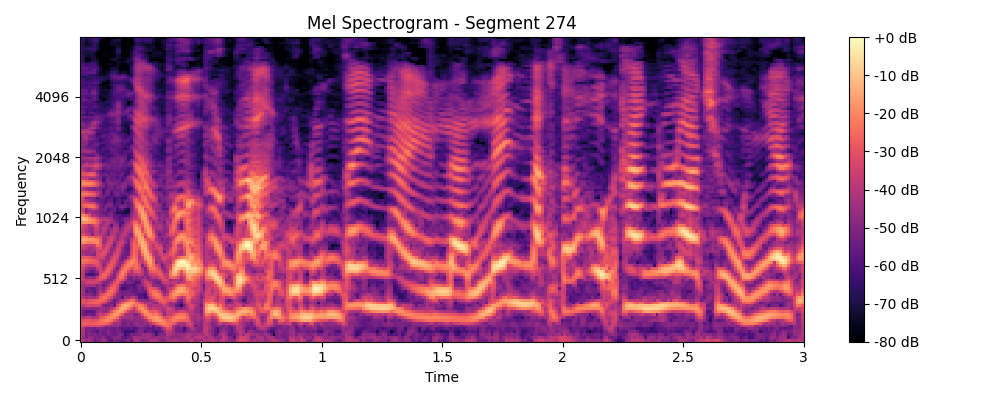 Mel Spectrogram - Segment 274
Frequency
4096
2048
1024
512
0
0
0.5
1
1.5
2
2.5
3
Time
+0 dB
-10 dB
-20 dB
-30 dB
-40 dB
-50 dB
-60 dB
-70 dB
-80 dB